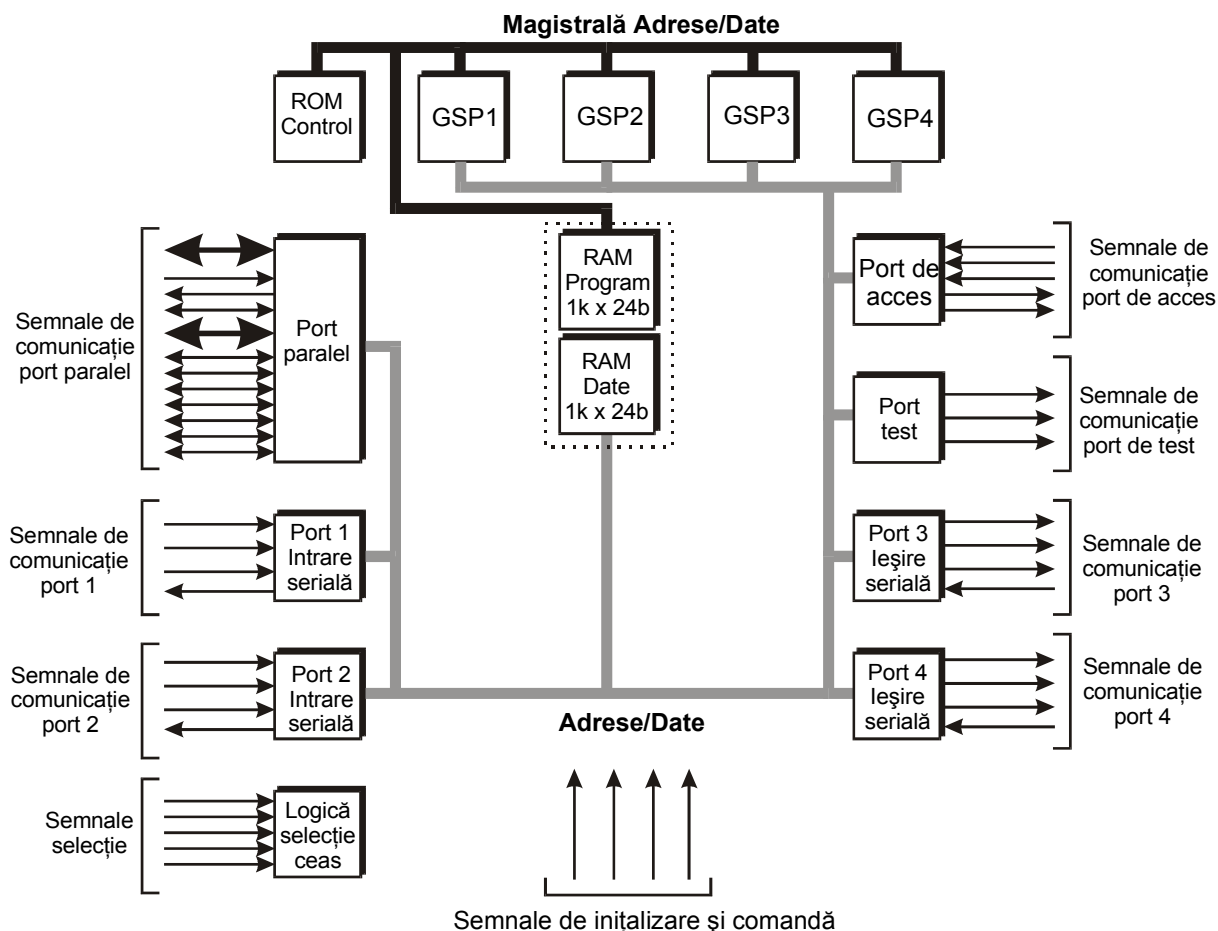 Magistrală Adrese/Date
ROM
Control
GSP1
GSP2
GSP3
GSP4
Semnale de
comunicație
port paralel
Port
paralel
RAM
Program
1k x 24b
RAM
Date
1k x 24b
Port de
acces
Semnale de
comunicație
port de acces
Port
test
Semnale de
comunicație
port de test
Semnale de
comunicație
port 1
Port 1
Intrare
serială
Port 3
Ieşire
serială
Semnale de
comunicație
port 3
Semnale de
comunicație
port 2
Port 2
Intrare
serială
Port 4
Ieşire
serială
Semnale de
comunicație
port 4
Adrese/Date
Semnale
selecție
Logică
selecție
ceas
Semnale de inițalizare şi comandă